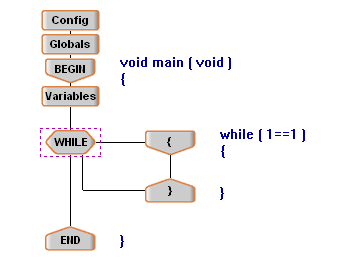 Config
Globals
BEGIN
void main ( void )
{
Variables
WHILE
{
while ( 1==1 )
{
}
}
END
}